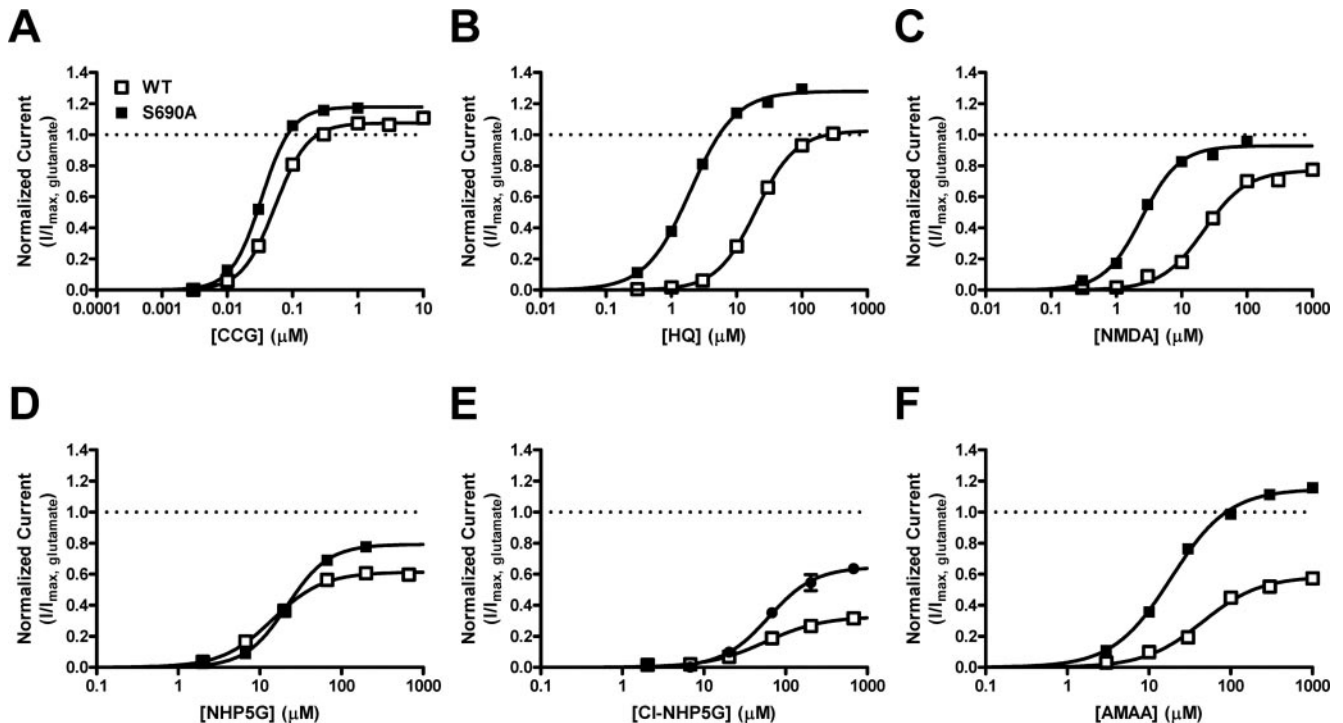 A
B
C
WT
S690A
Normalized Current
(I/Imax, glutamate)
1.4
1.2
1.0
0.8
0.6
0.4
0.2
0.0
0.0001 0.001 0.01 0.1 1 10
[CCG] (μM)
Normalized Current
(I/Imax, glutamate)
1.4
1.2
1.0
0.8
0.6
0.4
0.2
0.0
0.01 0.1 1 10 100 1000
[HQ] (μM)
Normalized Current
(I/Imax, glutamate)
1.4
1.2
1.0
0.8
0.6
0.4
0.2
0.0
0.01 0.1 1 10 100 1000
[NMDA] (μM)
D
E
F
Normalized Current
(I/Imax, glutamate)
1.4
1.2
1.0
0.8
0.6
0.4
0.2
0.0
0.1 1 10 100 1000
[NHP5G] (μM)
Normalized Current
(I/Imax, glutamate)
1.4
1.2
1.0
0.8
0.6
0.4
0.2
0.0
0.1 1 10 100 1000
[Cl-NHP5G] (μM)
Normalized Current
(I/Imax, glutamate)
1.4
1.2
1.0
0.8
0.6
0.4
0.2
0.0
0.1 1 10 100 1000
[AMAA] (μM)